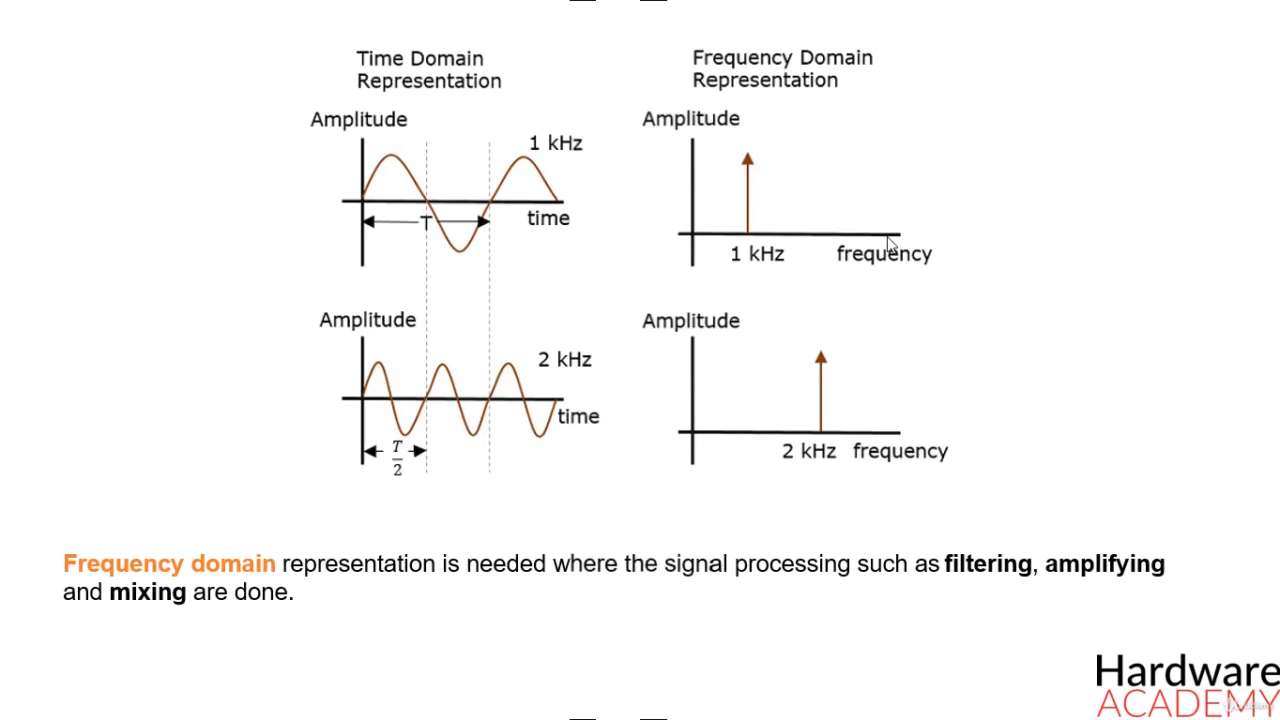 Time Domain
Representation
Frequency Domain
Representation
Amplitude
1 kHz
T
time
Amplitude
1 kHz
frequency
Amplitude
2 kHz
time
T
2
Amplitude
2 kHz frequency
Frequency domain representation is needed where the signal processing such as filtering, amplifying
and mixing are done.
Hardware
ACADEMY